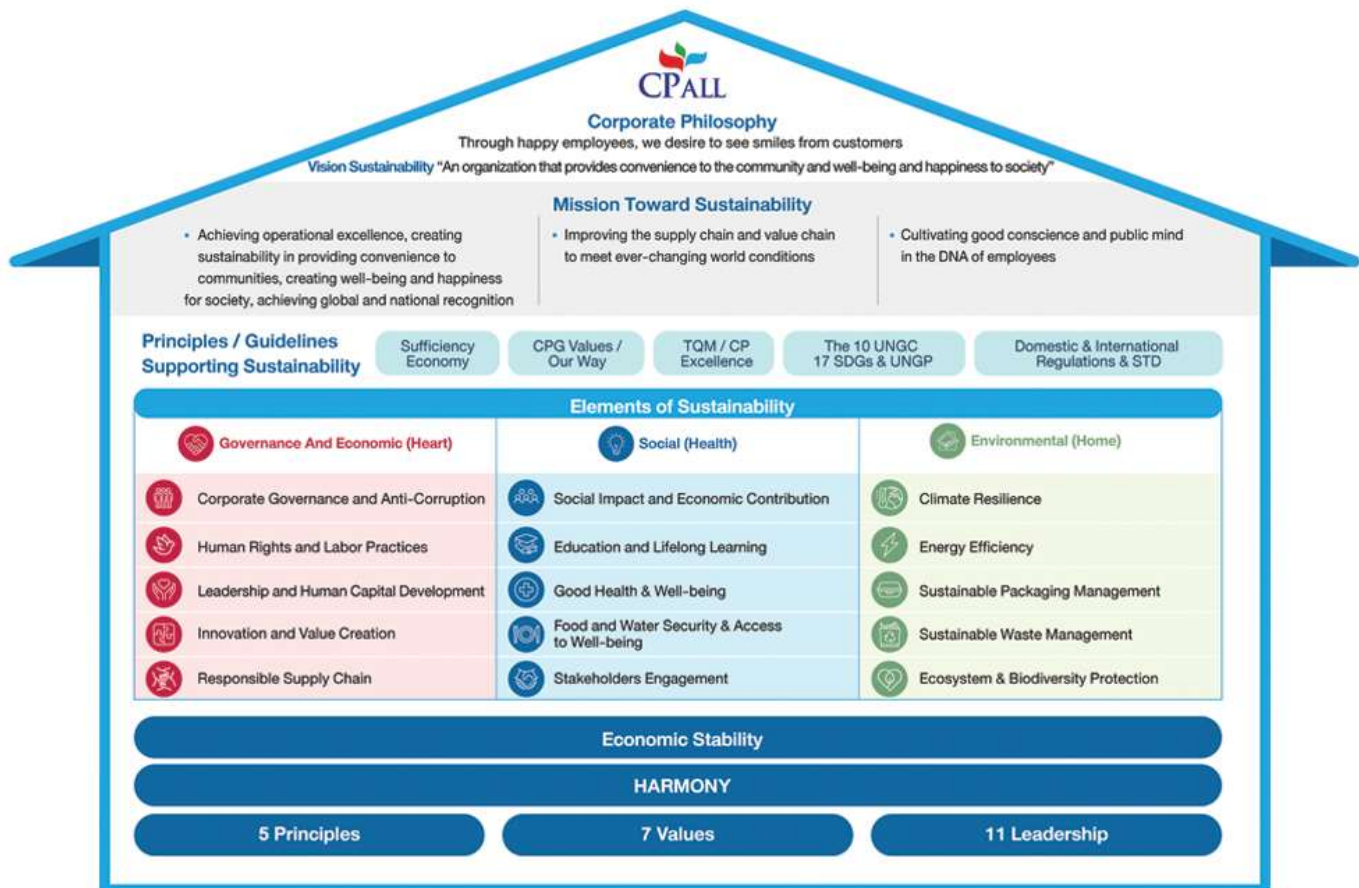 CPALL
Corporate Philosophy
Through happy employees, we desire to see smiles from customers
Vision Sustainability "An organization that provides convenience to the community and well-being and happiness to society"
Mission Toward Sustainability
• Achieving operational excellence, creating
sustainability in providing convenience to
communities, creating well-being and happiness
for society, achieving global and national recognition
• Improving the supply chain and value chain
to meet ever-changing world conditions
• Cultivating good conscience and public mind
in the DNA of employees
Principles / Guidelines
Supporting Sustainability
Sufficiency
Economy
CPG Values /
Our Way
TQM / CP
Excellence
The 10 UNGC
17 SDGs & UNGP
Domestic & International
Regulations & STD
Elements of Sustainability
Governance And Economic (Heart)
Corporate Governance and Anti-Corruption
Human Rights and Labor Practices
Leadership and Human Capital Development
Innovation and Value Creation
Responsible Supply Chain
Social (Health)
Social Impact and Economic Contribution
Education and Lifelong Learning
Good Health & Well-being
Food and Water Security & Access
to Well-being
Stakeholders Engagement
Environmental (Home)
Climate Resilience
Energy Efficiency
Sustainable Packaging Management
Sustainable Waste Management
Ecosystem & Biodiversity Protection
Economic Stability
HARMONY
5 Principles
7 Values
11 Leadership